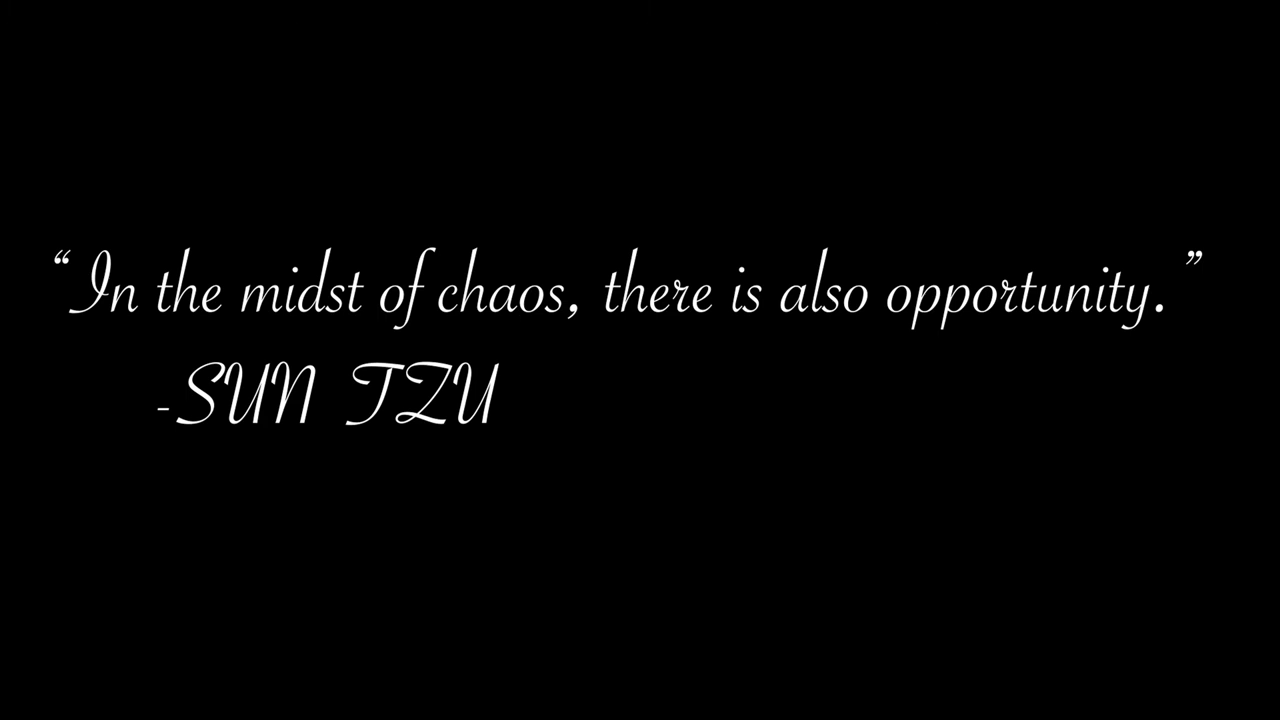 “In the midst of chaos, there is also opportunity.”
-SUN TZU